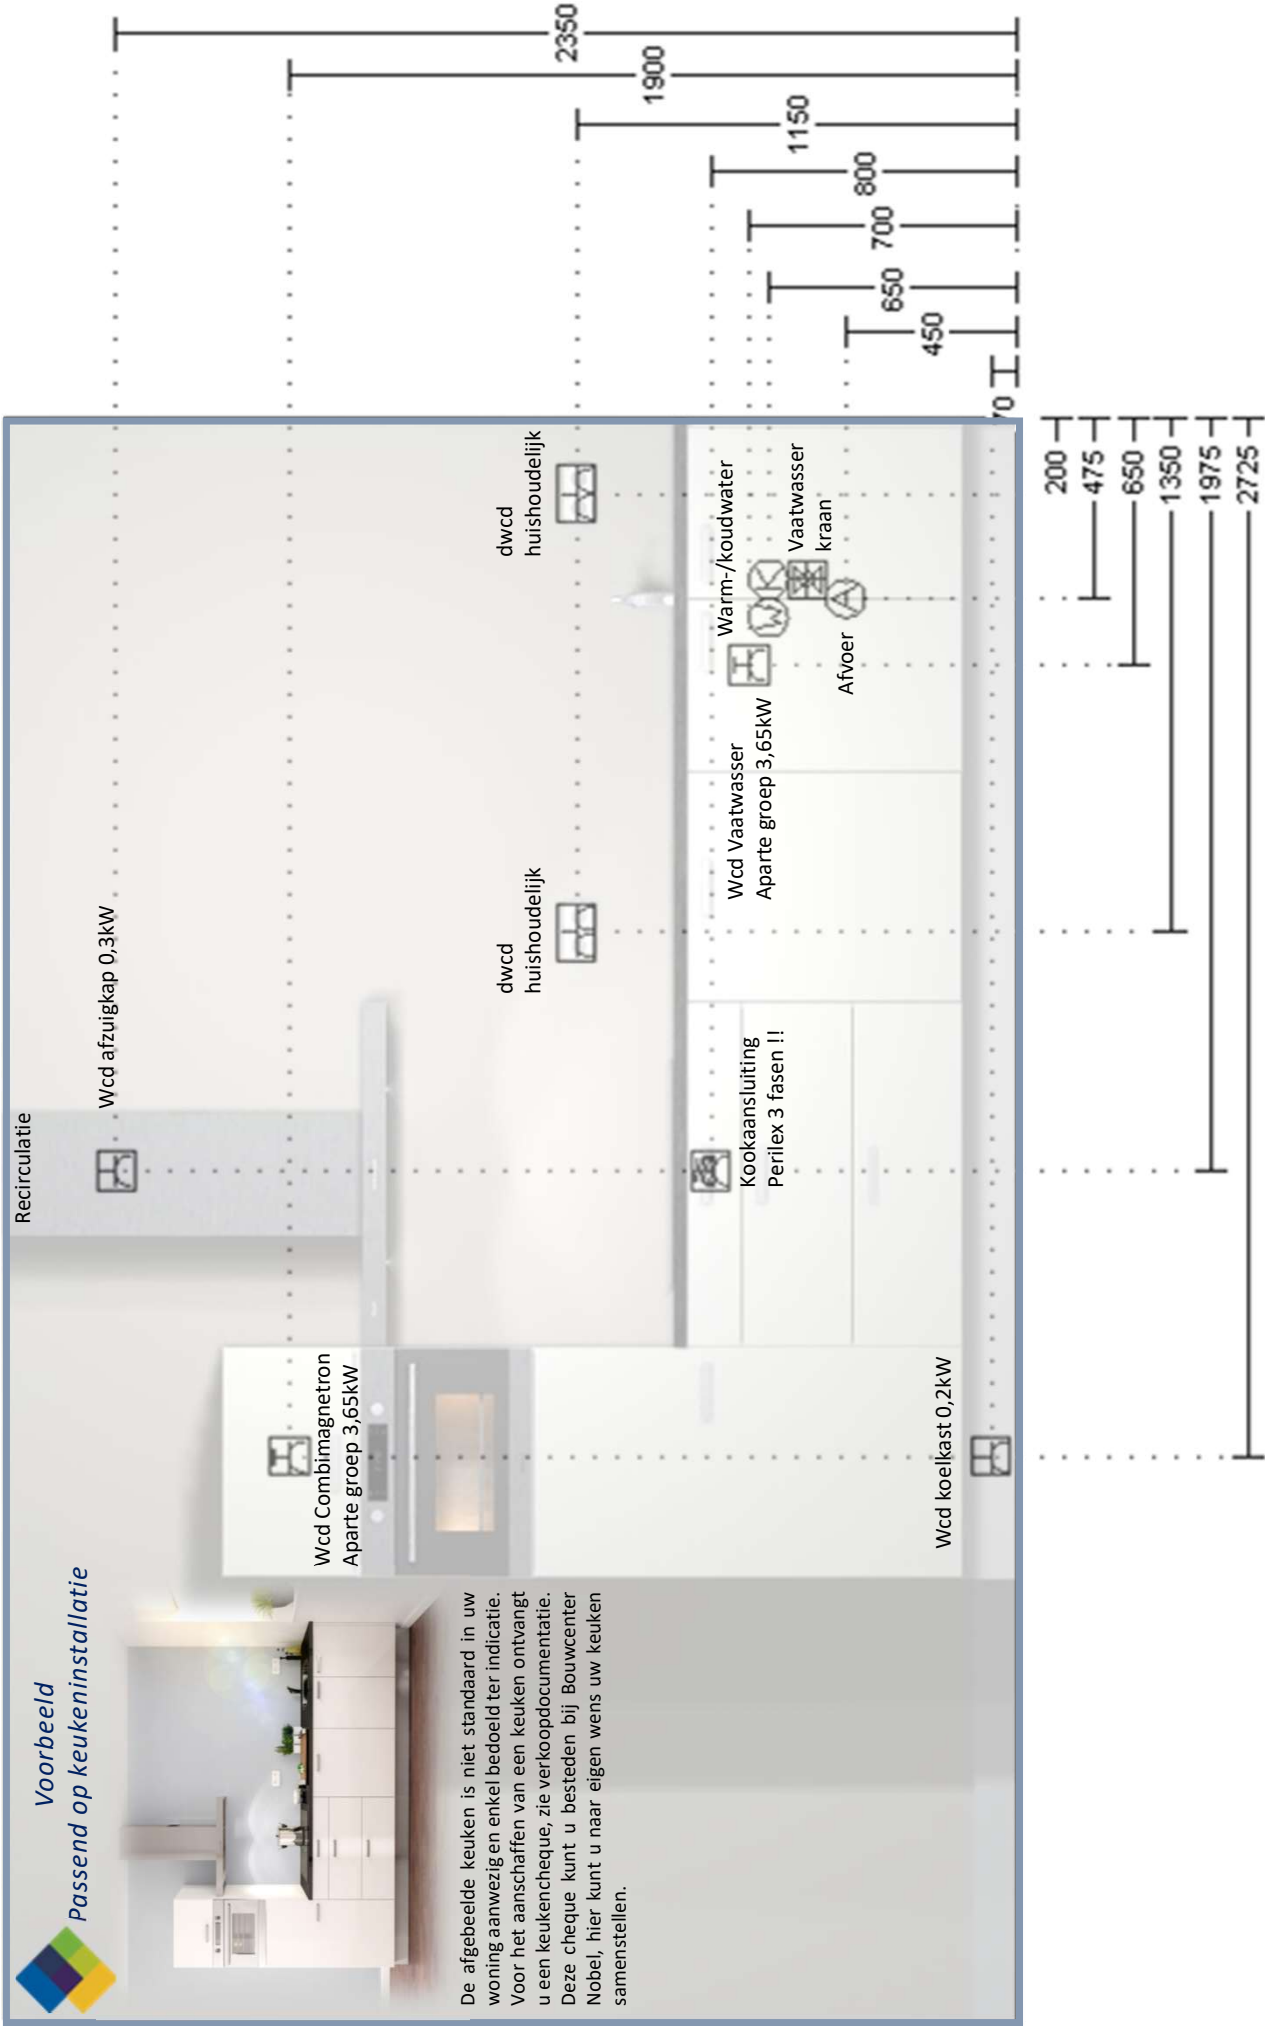 Voorbeeld
Passend op keukeninstallatie
De afgebeelde keuken is niet standaard in uw
woning aanwezig en enkel bedoeld ter indicatie.
Voor het aanschaffen van een keuken ontvangt
u een keukencheque, zie verkoopdocumentatie.
Deze cheque kunt u besteden bij Bouwcenter
Nobel, hier kunt u naar eigen wens uw keuken
samenstellen.
Recirculatie
Wcd afzuigkap 0,3kW
Wcd Combimagnetron
Aparte groep 3,65kW
dwcd
huishoudelijk
dwcd
huishoudelijk
Kookaansluiting
Perilex 3 fasen !!
Wcd Vaatwasser
Aparte groep 3,65kW
Warm-/koudwater
W
K
Vaatwasser
kraan
A
Afvoer
Wcd koelkast 0,2kW
2350
1900
1150
800
700
650
450
70
200
475
650
1350
1975
2725